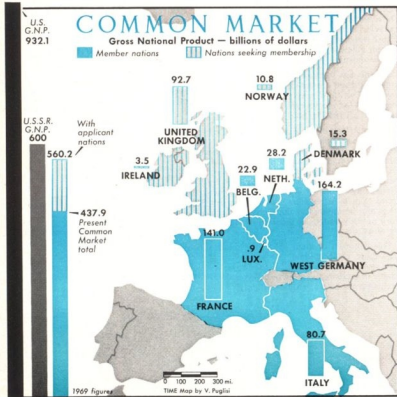 COMMON MARKET
Gross National Product — billions of dollars
Member nations
Nations seeking membership
U.S.
G.N.P.
932.1
U.S.S.R.
G.N.P.
600
With
applicant
nations
560.2
437.9
Present
Common
Market
total
92.7
UNITED
KINGDOM
10.8
NORWAY
3.5
IRELAND
15.3
DENMARK
28.2
NETH.
22.9
BELG.
164.2
WEST GERMANY
.9
LUX.
141.0
FRANCE
80.7
ITALY
0 100 200 300 mi.
TIME Map by V. Puglisi
1969 figures